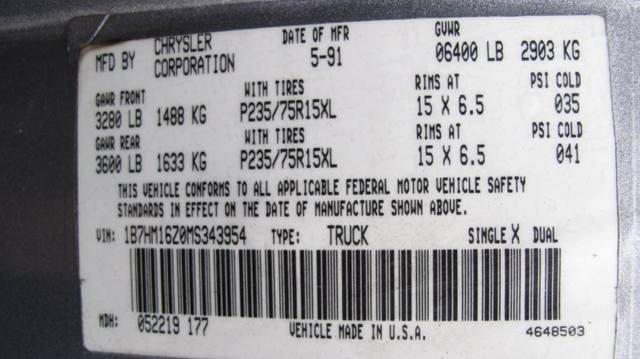 MFD BY CHRYSLER CORPORATION DATE OF MFR 5-91 GVWR 06400 LB 2903 KG
GAWR FRONT WITH TIRES RIMS AT PSI COLD
3280 LB 1488 KG P235/75R15XL 15 X 6.5 035
GAWR REAR WITH TIRES RIMS AT PSI COLD
3600 LB 1633 KG P235/75R15XL 15 X 6.5 041
THIS VEHICLE CONFORMS TO ALL APPLICABLE FEDERAL MOTOR VEHICLE SAFETY
STANDARDS IN EFFECT ON THE DATE OF MANUFACTURE SHOWN ABOVE.
VIN: 1B7HM16Z0MS343954 TYPE: TRUCK SINGLE X DUAL
MDH: 052219 177 VEHICLE MADE IN U.S.A. 4648503